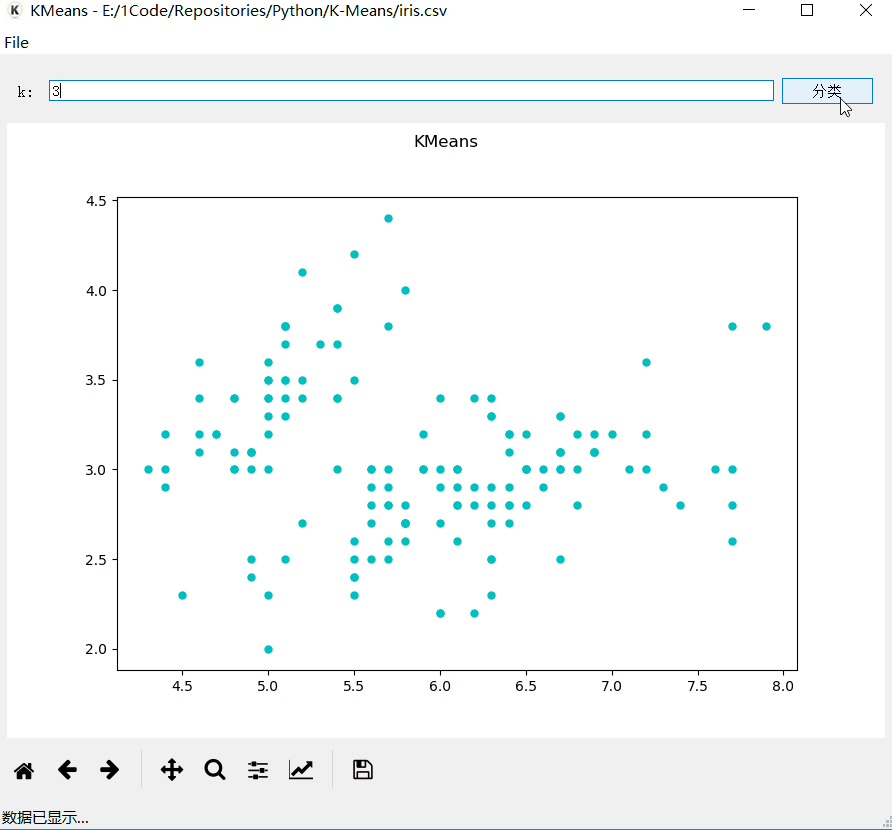 K KMeans - E:/1Code/Repositories/Python/K-Means/iris.csv
File
k: 3 分类
KMeans
4.5
4.0
3.5
3.0
2.5
2.0
4.5 5.0 5.5 6.0 6.5 7.0 7.5 8.0
数据已显示...